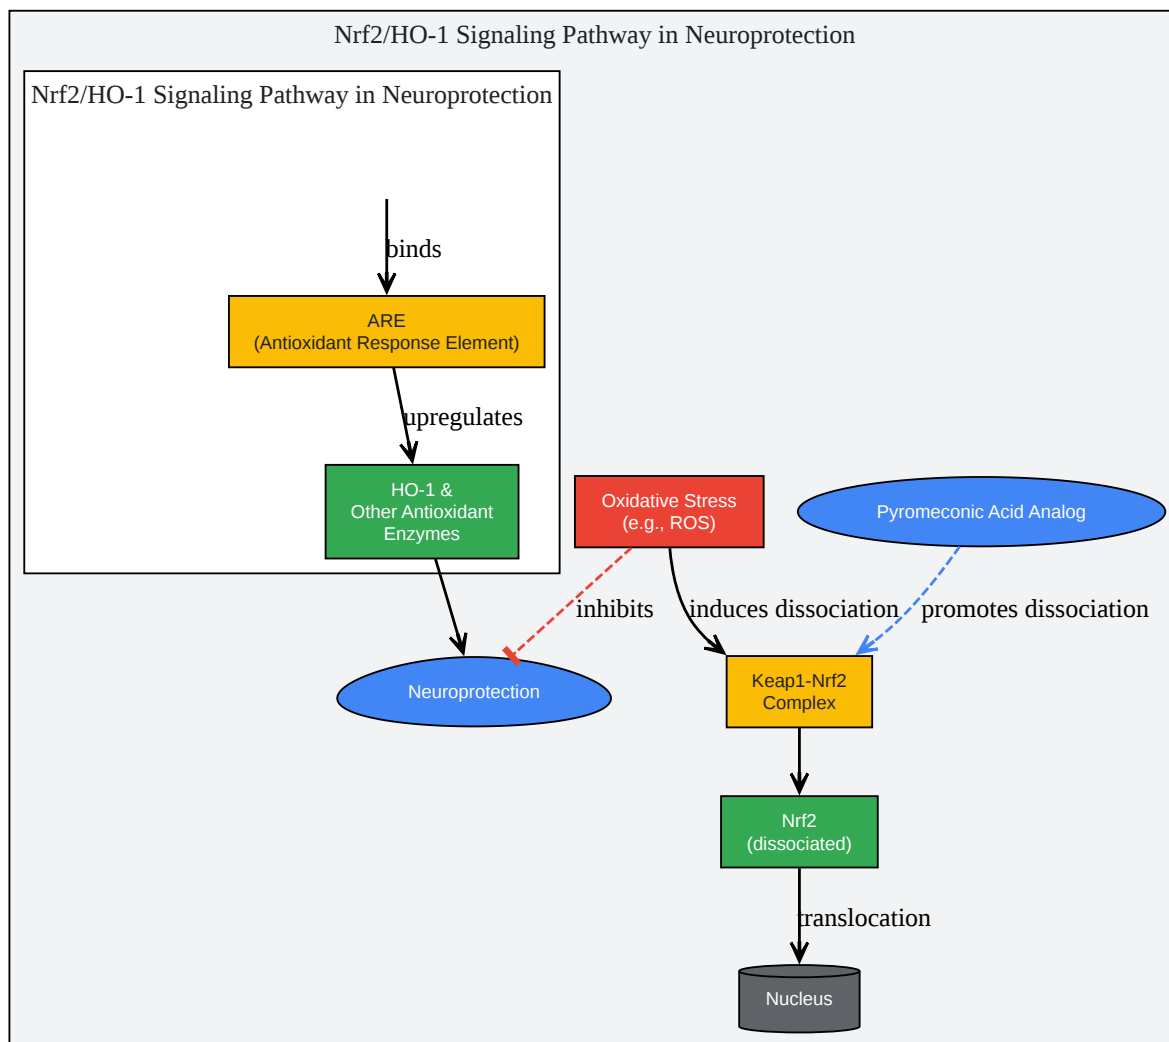 Nrf2/HO-1 Signaling Pathway in Neuroprotection
Nrf2/HO-1 Signaling Pathway in Neuroprotection
binds
ARE
(Antioxidant Response Element)
upregulates
HO-1 &
Other Antioxidant
Enzymes
Oxidative Stress
(e.g., ROS)
Pyromeconic Acid Analog
inhibits
induces dissociation
promotes dissociation
Neuroprotection
Keap1-Nrf2
Complex
Nrf2
(dissociated)
translocation
Nucleus